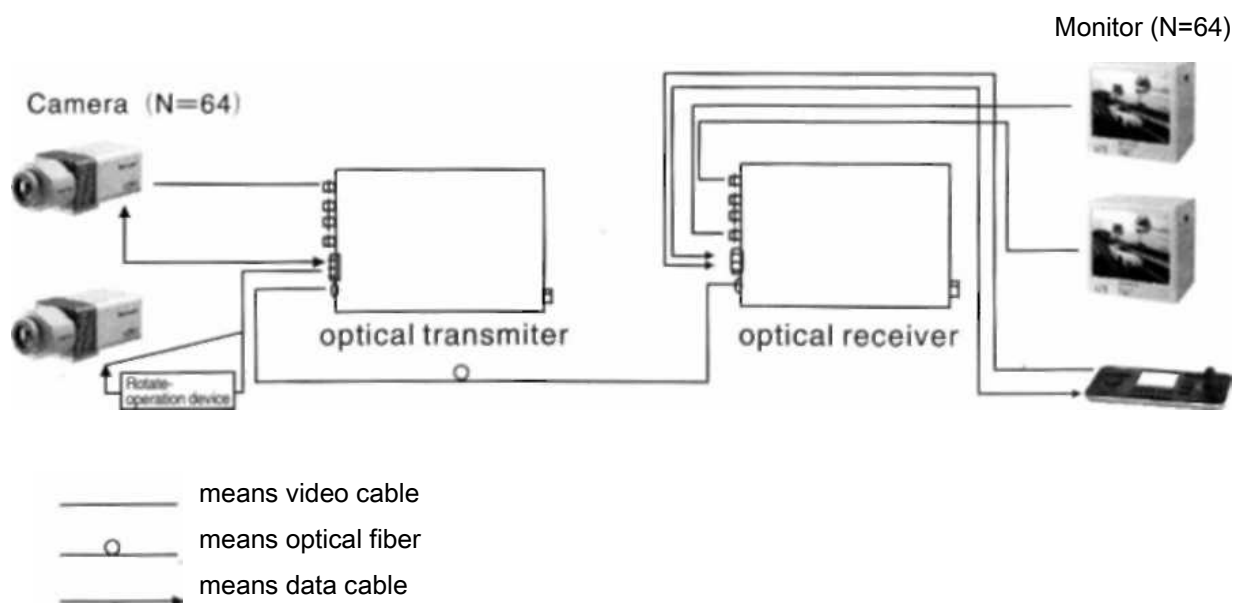 Monitor (N=64)
Camera (N=64)
optical transmiter
optical receiver
Rotate-
operation device
means video cable
means optical fiber
means data cable